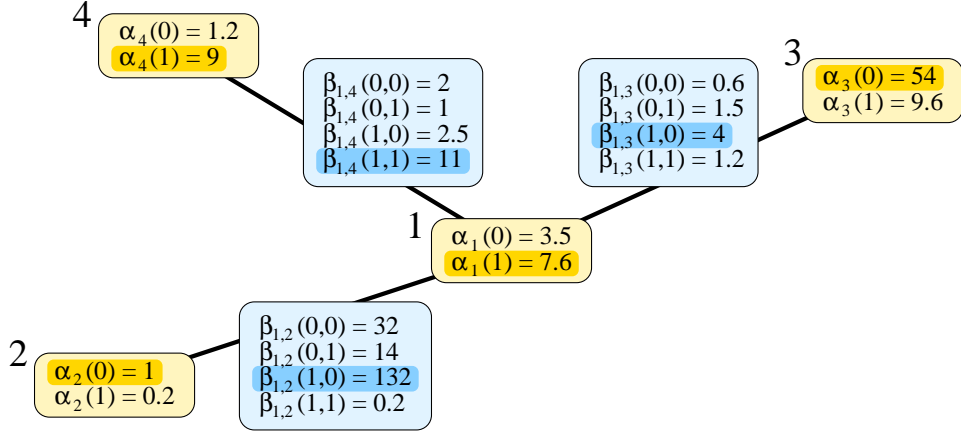 4
α₄(0) = 1.2
α₄(1) = 9
β₁,₄(0,0) = 2
β₁,₄(0,1) = 1
β₁,₄(1,0) = 2.5
β₁,₄(1,1) = 11
β₁,₃(0,0) = 0.6
β₁,₃(0,1) = 1.5
β₁,₃(1,0) = 4
β₁,₃(1,1) = 1.2
3
α₃(0) = 54
α₃(1) = 9.6
1
α₁(0) = 3.5
α₁(1) = 7.6
2
α₂(0) = 1
α₂(1) = 0.2
β₁,₂(0,0) = 32
β₁,₂(0,1) = 14
β₁,₂(1,0) = 132
β₁,₂(1,1) = 0.2